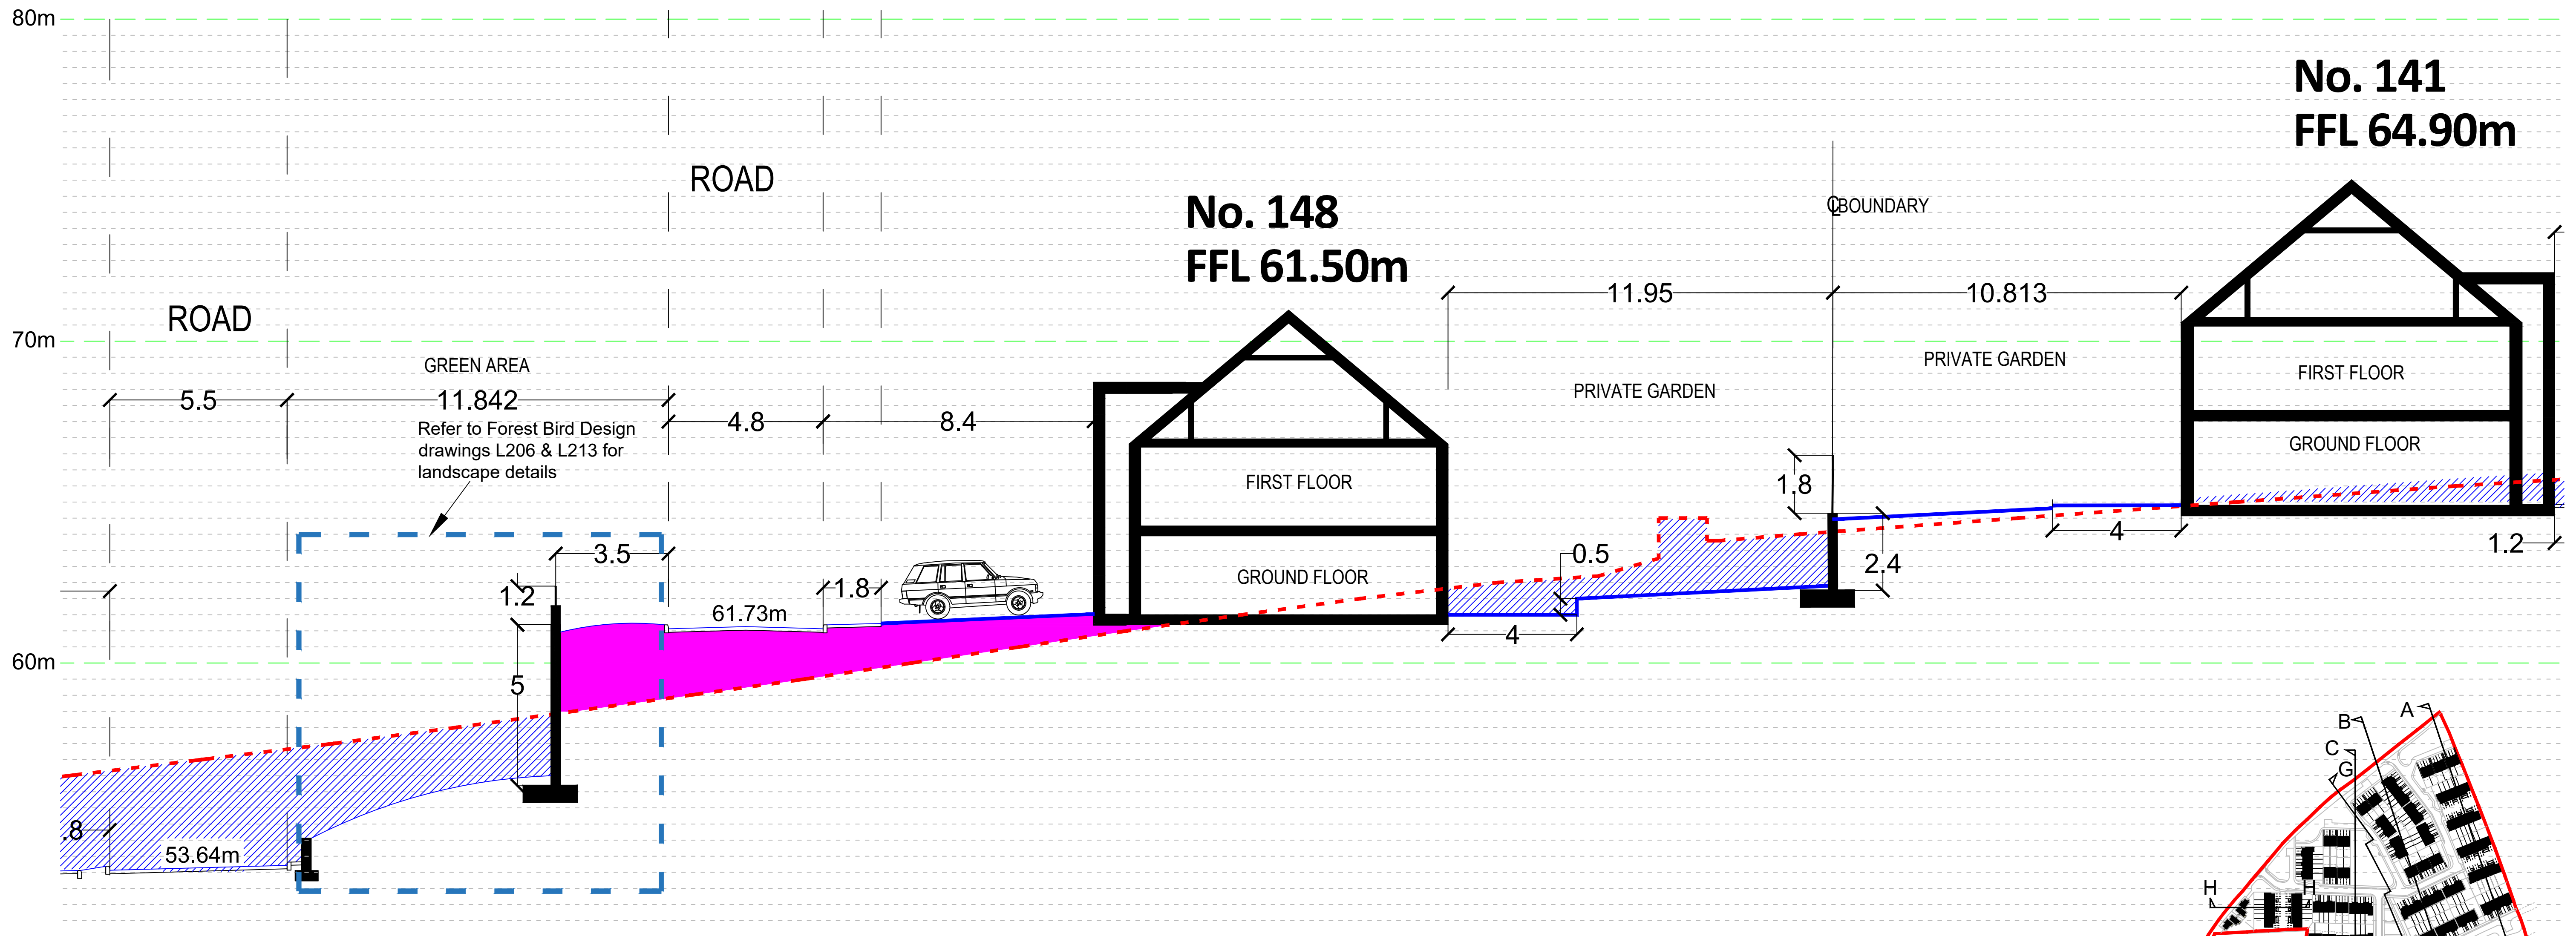 80m
No. 141
FFL 64.90m
ROAD
No. 148
FFL 61.50m
℄BOUNDARY
11.95
10.813
ROAD
70m
GREEN AREA
PRIVATE GARDEN
PRIVATE GARDEN
FIRST FLOOR
5.5
11.842
4.8
8.4
Refer to Forest Bird Design
drawings L206 & L213 for
landscape details
GROUND FLOOR
FIRST FLOOR
1.8
4
1.2
3.5
0.5
2.4
GROUND FLOOR
1.2
1.8
61.73m
4
60m
5
A
B
C
G
.8
53.64m
H
H